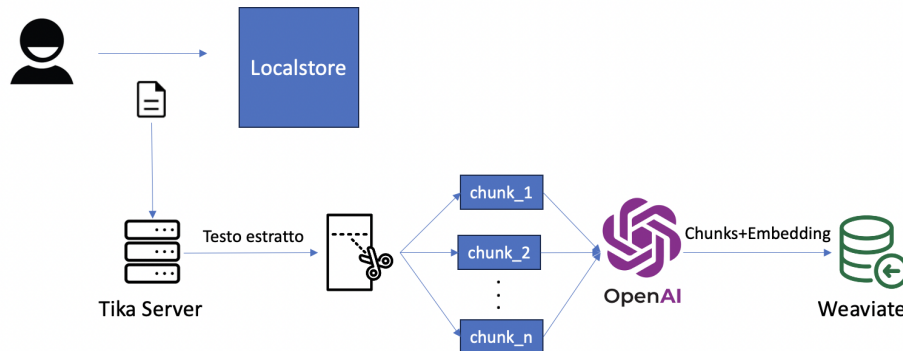 Localstore
chunk_1
Testo estratto
chunk_2
Chunks+Embedding
OpenAI
Tika Server
Weaviate
chunk_n